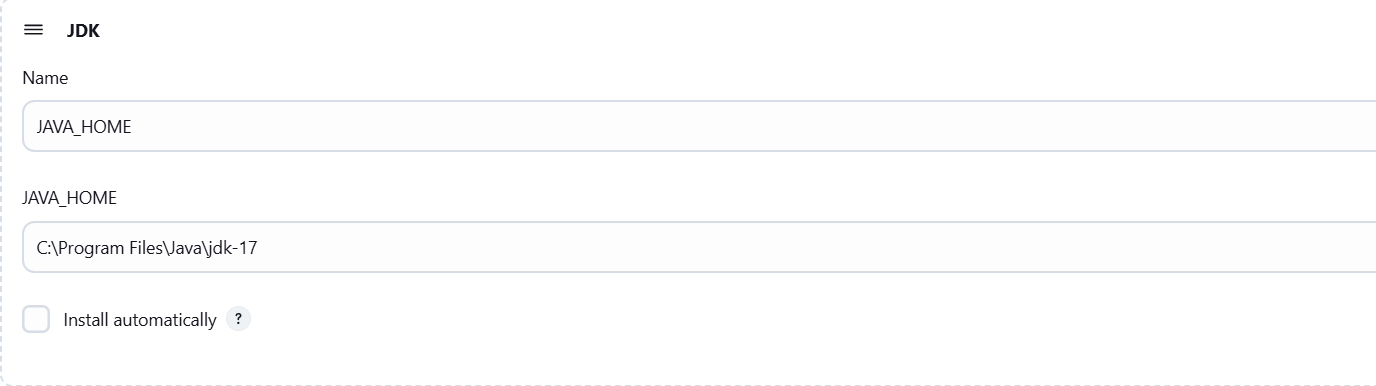 JDK
Name
JAVA_HOME
JAVA_HOME
C:\Program Files\Java\jdk-17
Install automatically ?